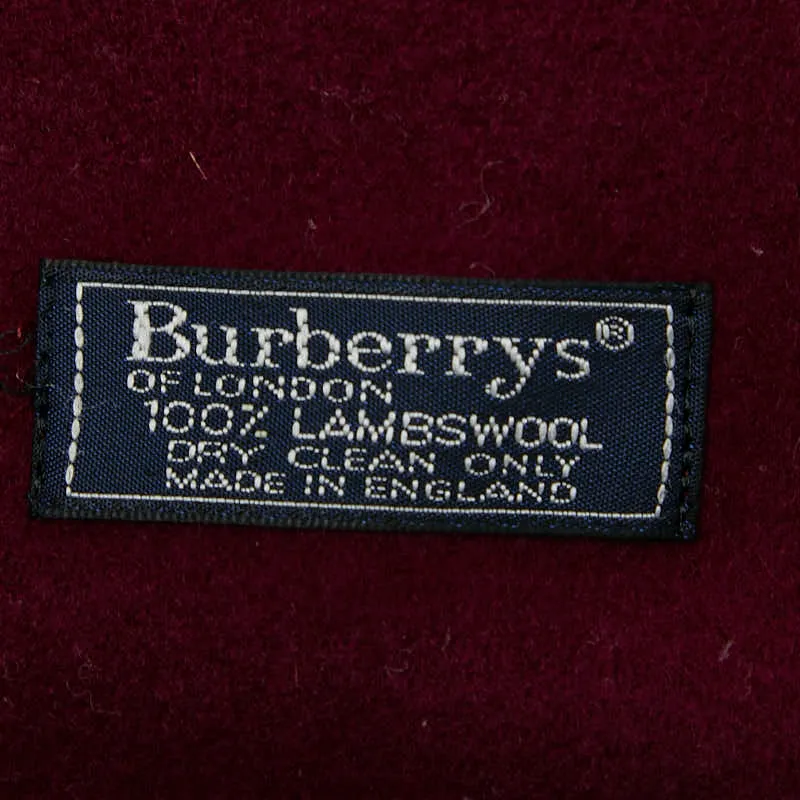 Burberrys®
OF LONDON
100% LAMBSWOOL
DRY CLEAN ONLY
MADE IN ENGLAND